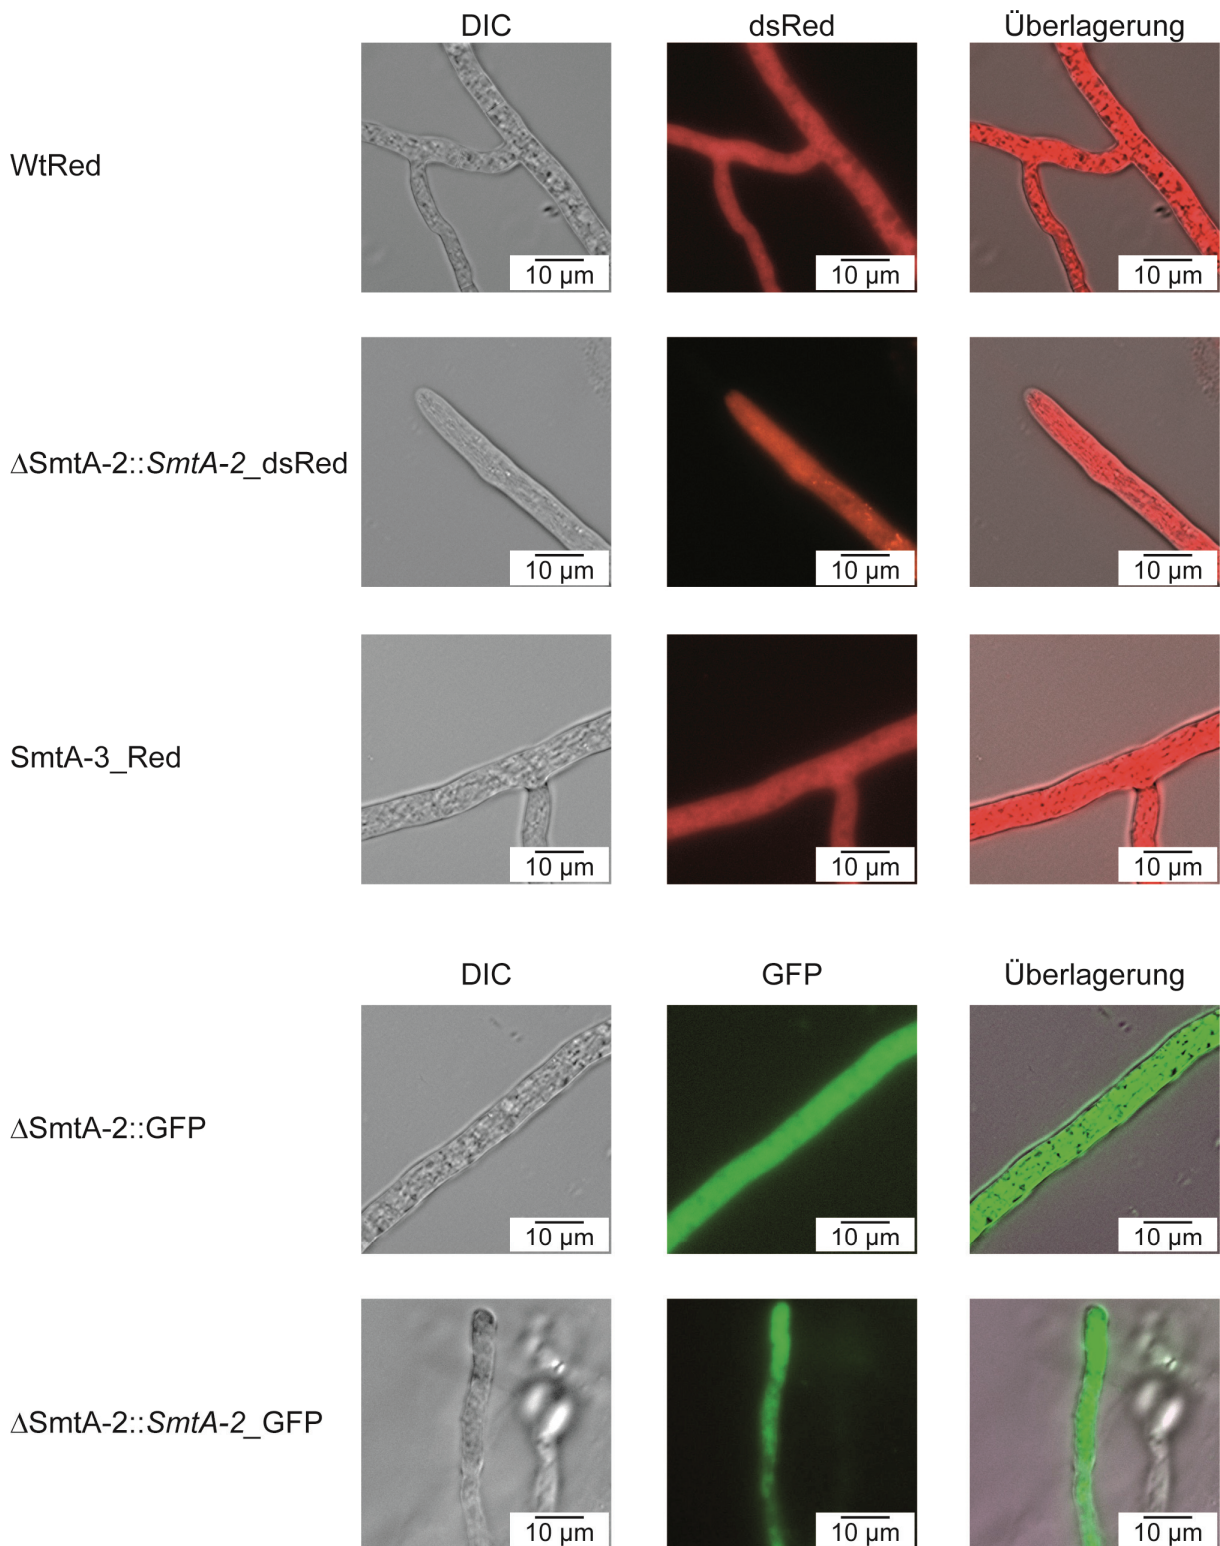 DIC dsRed Überlagerung
WtRed
10 µm 10 µm 10 µm
ΔSmtA-2::SmtA-2_dsRed
10 µm 10 µm 10 µm
SmtA-3_Red
10 µm 10 µm 10 µm
DIC GFP Überlagerung
ΔSmtA-2::GFP
10 µm 10 µm 10 µm
ΔSmtA-2::SmtA-2_GFP
10 µm 10 µm 10 µm